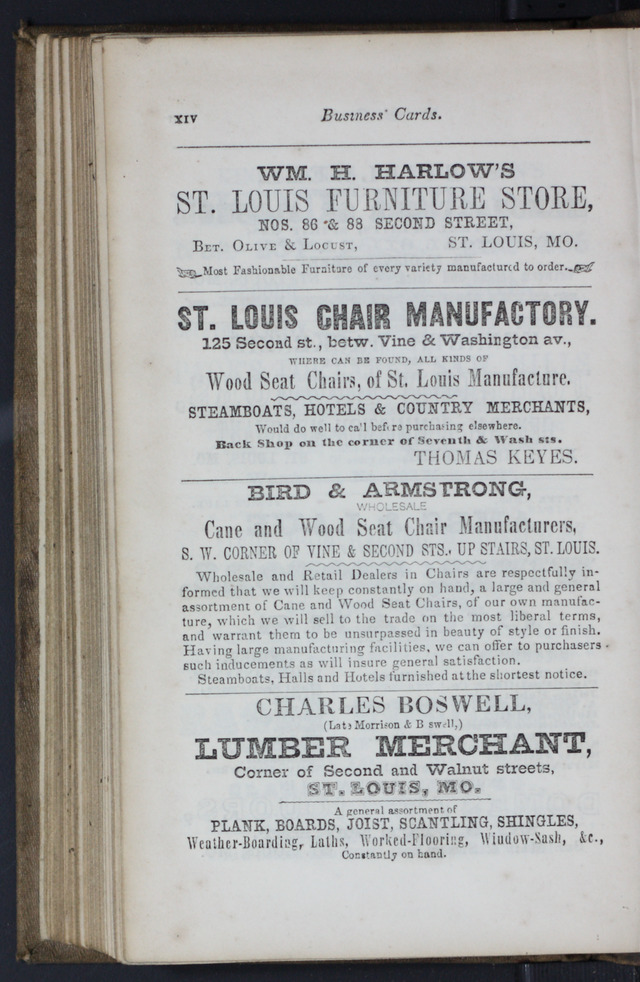 xiv Business Cards.
WM. H. HARLOW'S
ST. LOUIS FURNITURE STORE,
NOS. 86 & 88 SECOND STREET,
Bet. Olive & Locust, ST. LOUIS, MO.
Most Fashionable Furniture of every variety manufactured to order.
ST. LOUIS CHAIR MANUFACTORY.
125 Second st., betw. Vine & Washington av.,
WHERE CAN BE FOUND, ALL KINDS OF
Wood Seat Chairs, of St. Louis Manufacture.
STEAMBOATS, HOTELS & COUNTRY MERCHANTS,
Would do well to call before purchasing elsewhere.
Back Shop on the corner of Seventh & Wash sts.
THOMAS KEYES.
BIRD & ARMSTRONG,
WHOLESALE
Cane and Wood Seat Chair Manufacturers,
S. W. CORNER OF VINE & SECOND STS., UP STAIRS, ST. LOUIS.
Wholesale and Retail Dealers in Chairs are respectfully in-
formed that we will keep constantly on hand, a large and general
assortment of Cane and Wood Seat Chairs, of our own manufac-
ture, which we will sell to the trade on the most liberal terms,
and warrant them to be unsurpassed in beauty of style or finish.
Having large manufacturing facilities, we can offer to purchasers
such inducements as will insure general satisfaction.
Steamboats, Halls and Hotels furnished at the shortest notice.
CHARLES BOSWELL,
(Late Morrison & B swell,)
LUMBER MERCHANT,
Corner of Second and Walnut streets,
ST. LOUIS, MO.
A general assortment of
PLANK, BOARDS, JOIST, SCANTLING, SHINGLES,
Weather-Boarding, Laths, Worked-Flooring, Window-Sash, &c.,
Constantly on hand.